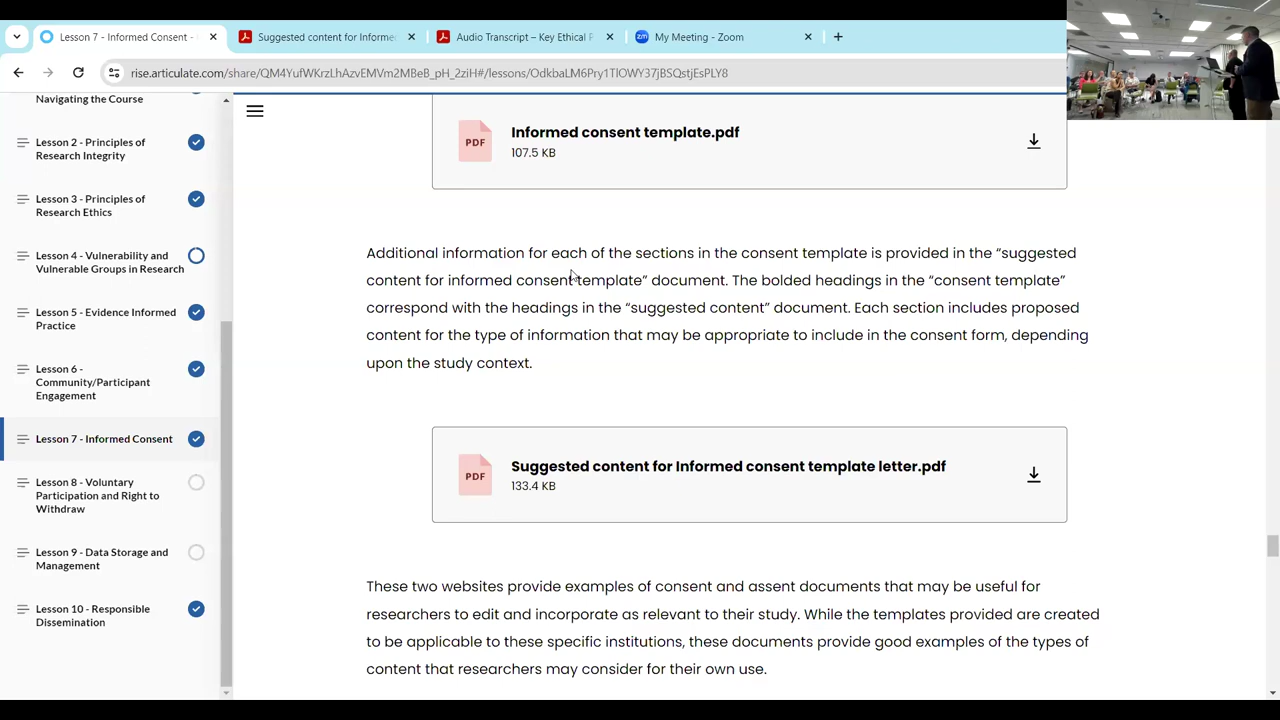 Lesson 7 - Informed Consent -
Suggested content for Informe
Audio Transcript – Key Ethical P
My Meeting - Zoom
rise.articulate.com/share/QM4YufWKrzLhAzvEMVm2MBeB_pH_2ziH#/lessons/OdkbaLM6Pry1TlOWY37jBSQstjEsPLY8
Navigating the Course
Lesson 2 - Principles of
Research Integrity
Lesson 3 - Principles of
Research Ethics
Lesson 4 - Vulnerability and
Vulnerable Groups in Research
Lesson 5 - Evidence Informed
Practice
Lesson 6 -
Community/Participant
Engagement
Lesson 7 - Informed Consent
Lesson 8 - Voluntary
Participation and Right to
Withdraw
Lesson 9 - Data Storage and
Management
Lesson 10 - Responsible
Dissemination
PDF
Informed consent template.pdf
107.5 KB
Additional information for each of the sections in the consent template is provided in the “suggested
content for informed consent template” document. The bolded headings in the “consent template”
correspond with the headings in the “suggested content” document. Each section includes proposed
content for the type of information that may be appropriate to include in the consent form, depending
upon the study context.
PDF
Suggested content for Informed consent template letter.pdf
133.4 KB
These two websites provide examples of consent and assent documents that may be useful for
researchers to edit and incorporate as relevant to their study. While the templates provided are created
to be applicable to these specific institutions, these documents provide good examples of the types of
content that researchers may consider for their own use.